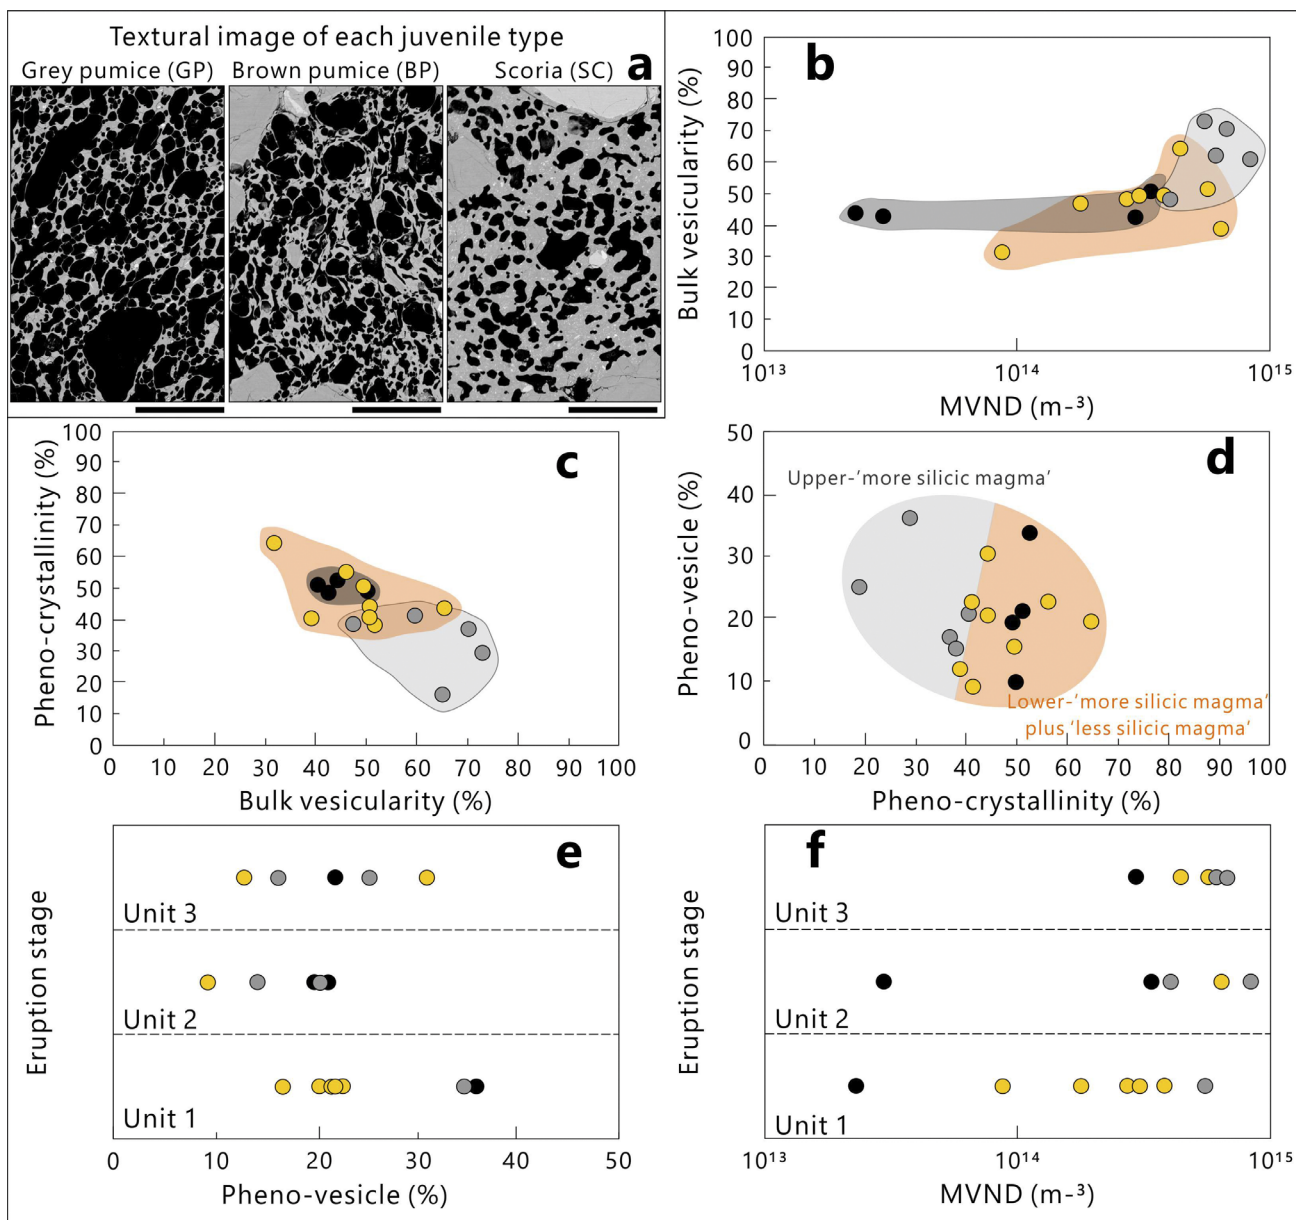 Textural image of each juvenile type
Grey pumice (GP)
Brown pumice (BP)
Scoria (SC)
a
b
Bulk vesicularity (%)
100
90
80
70
60
50
40
30
20
10
0
10¹³
10¹⁴
10¹⁵
MVND (m-³)
c
Pheno-crystallinity (%)
100
90
80
70
60
50
40
30
20
10
0
0
10
20
30
40
50
60
70
80
90
100
Bulk vesicularity (%)
d
Pheno-vesicle (%)
50
40
30
20
10
0
Upper-'more silicic magma'
Lower-'more silicic magma'
plus 'less silicic magma'
0
10
20
30
40
50
60
70
80
90
100
Pheno-crystallinity (%)
e
Eruption stage
Unit 3
Unit 2
Unit 1
0
10
20
30
40
50
Pheno-vesicle (%)
f
Eruption stage
Unit 3
Unit 2
Unit 1
10¹³
10¹⁴
10¹⁵
MVND (m-³)